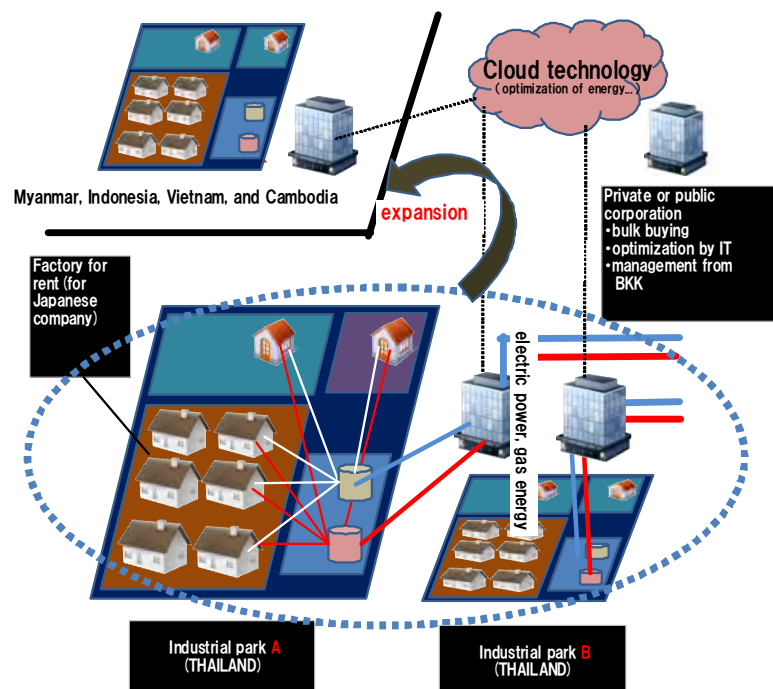 Cloud technology
(optimization of energy...)
Myanmar, Indonesia, Vietnam, and Cambodia
expansion
Private or public
corporation
•bulk buying
•optimization by IT
•management from
BKK
Factory for
rent (for
Japanese
company)
electric power, gas energy
Industrial park A
(THAILAND)
Industrial park B
(THAILAND)